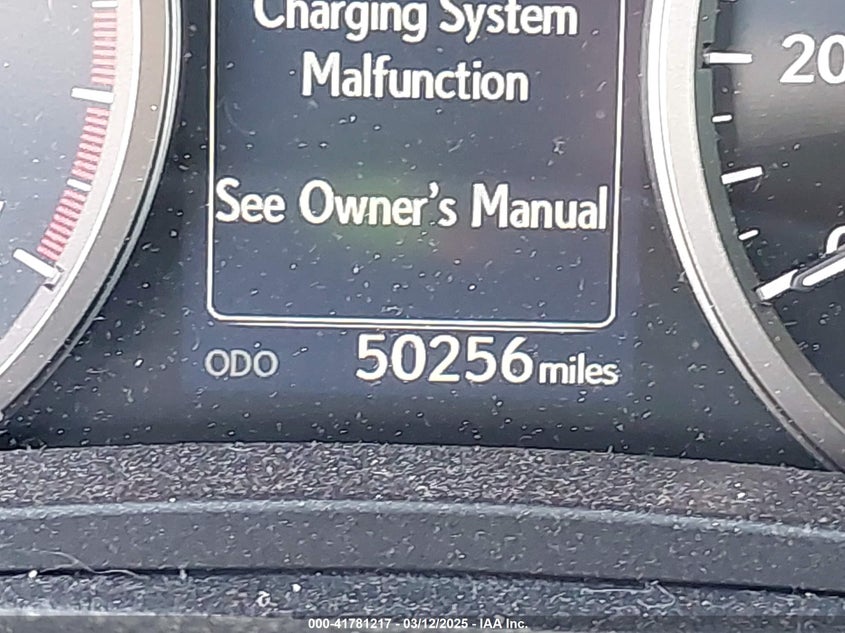 Charging System
Malfunction
See Owner's Manual
ODO 50256 miles
20
000-41781217 - 03/12/2025 - IAA Inc.